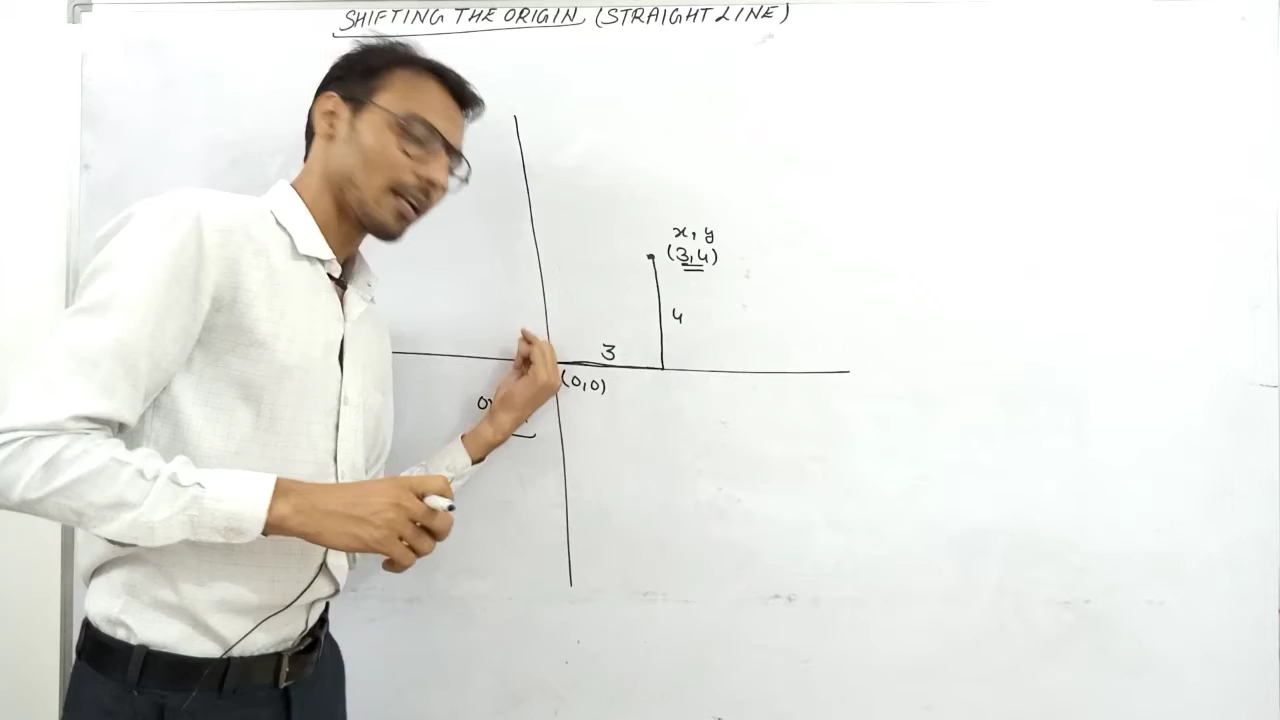 SHIFTING THE ORIGIN (STRAIGHT LINE)
x, y
(3,4)
4
3
(0,0)